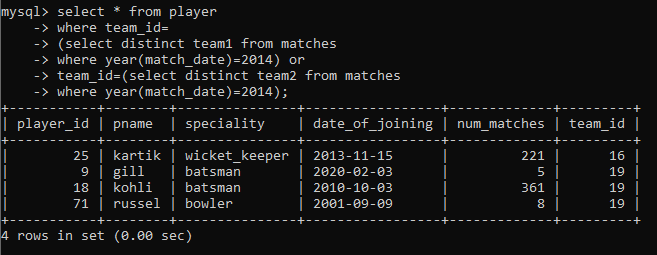 mysql> select * from player
    -> where team_id=
    -> (select distinct team1 from matches
    -> where year(match_date)=2014) or
    -> team_id=(select distinct team2 from matches
    -> where year(match_date)=2014);
+-----------+--------+---------------+-----------------+-------------+---------+
| player_id | pname  | speciality    | date_of_joining | num_matches | team_id |
+-----------+--------+---------------+-----------------+-------------+---------+
|        25 | kartik | wicket_keeper | 2013-11-15      |         221 |      16 |
|         9 | gill   | batsman       | 2020-02-03      |           5 |      19 |
|        18 | kohli  | batsman       | 2010-10-03      |         361 |      19 |
|        71 | russel | bowler        | 2001-09-09      |           8 |      19 |
+-----------+--------+---------------+-----------------+-------------+---------+
4 rows in set (0.00 sec)